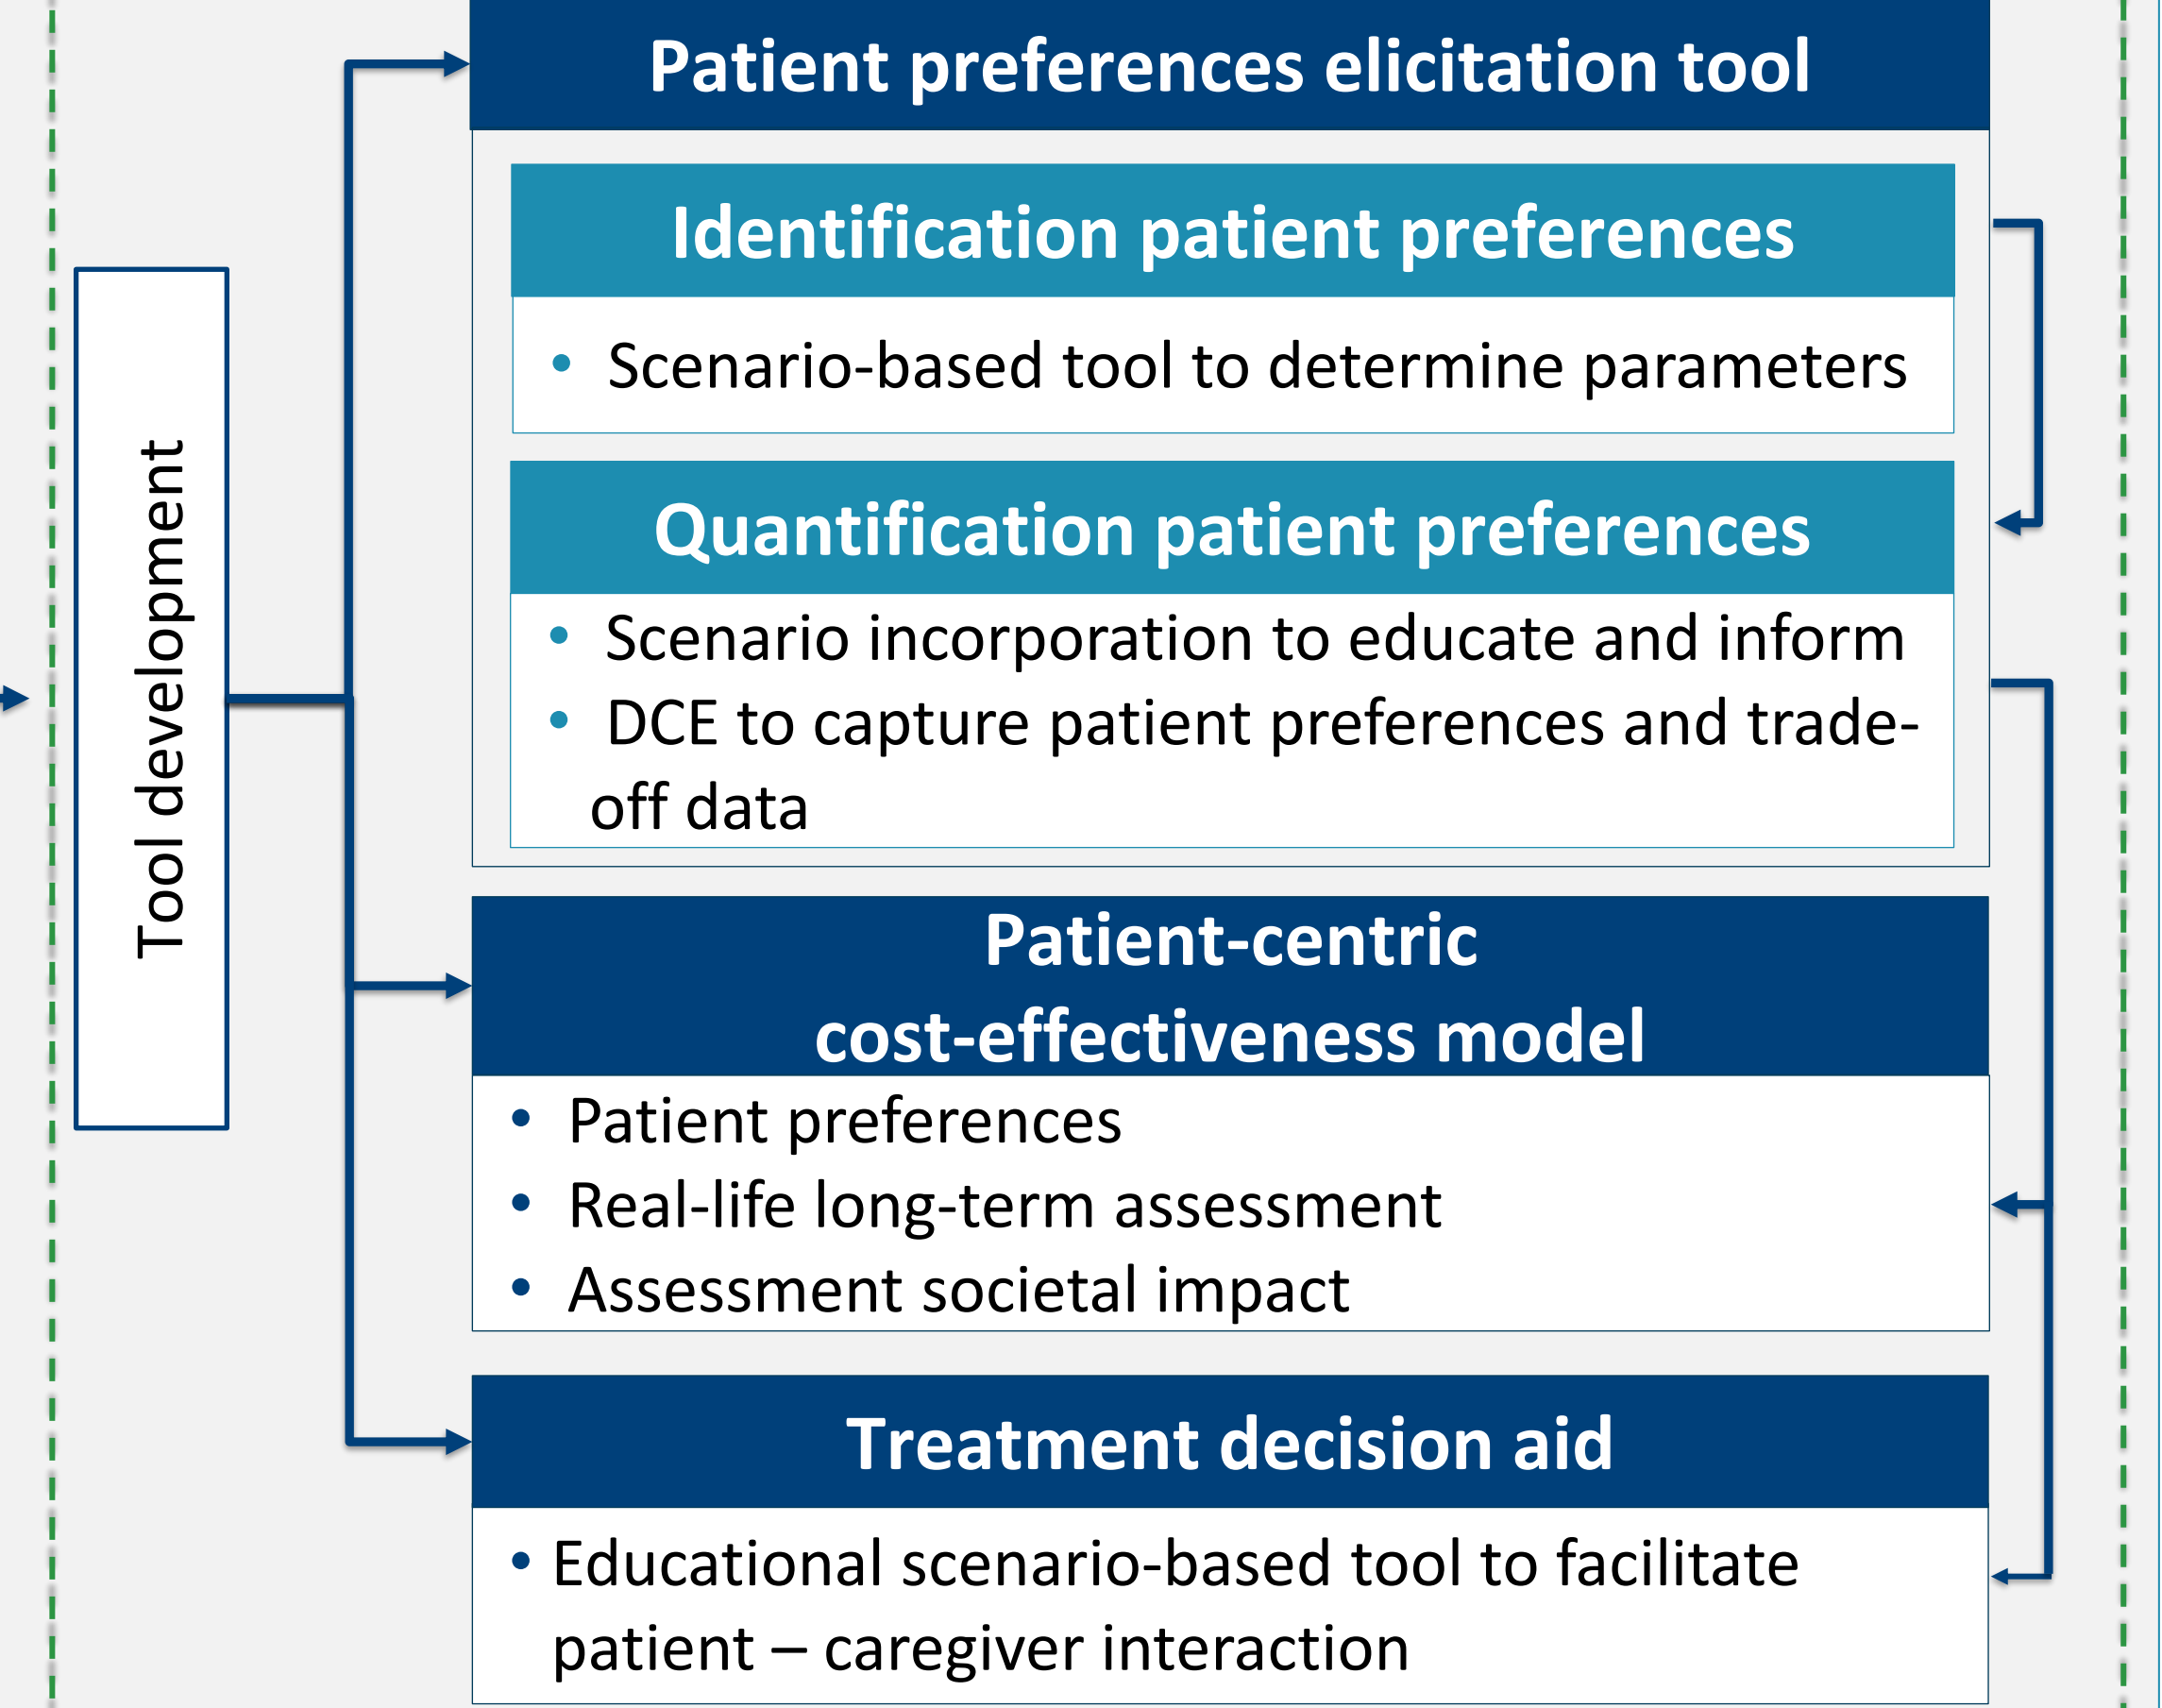 Tool development
Patient preferences elicitation tool
Identification patient preferences
• Scenario-based tool to determine parameters
Quantification patient preferences
• Scenario incorporation to educate and inform
• DCE to capture patient preferences and trade-
off data
Patient-centric
cost-effectiveness model
• Patient preferences
• Real-life long-term assessment
• Assessment societal impact
Treatment decision aid
• Educational scenario-based tool to facilitate
patient – caregiver interaction